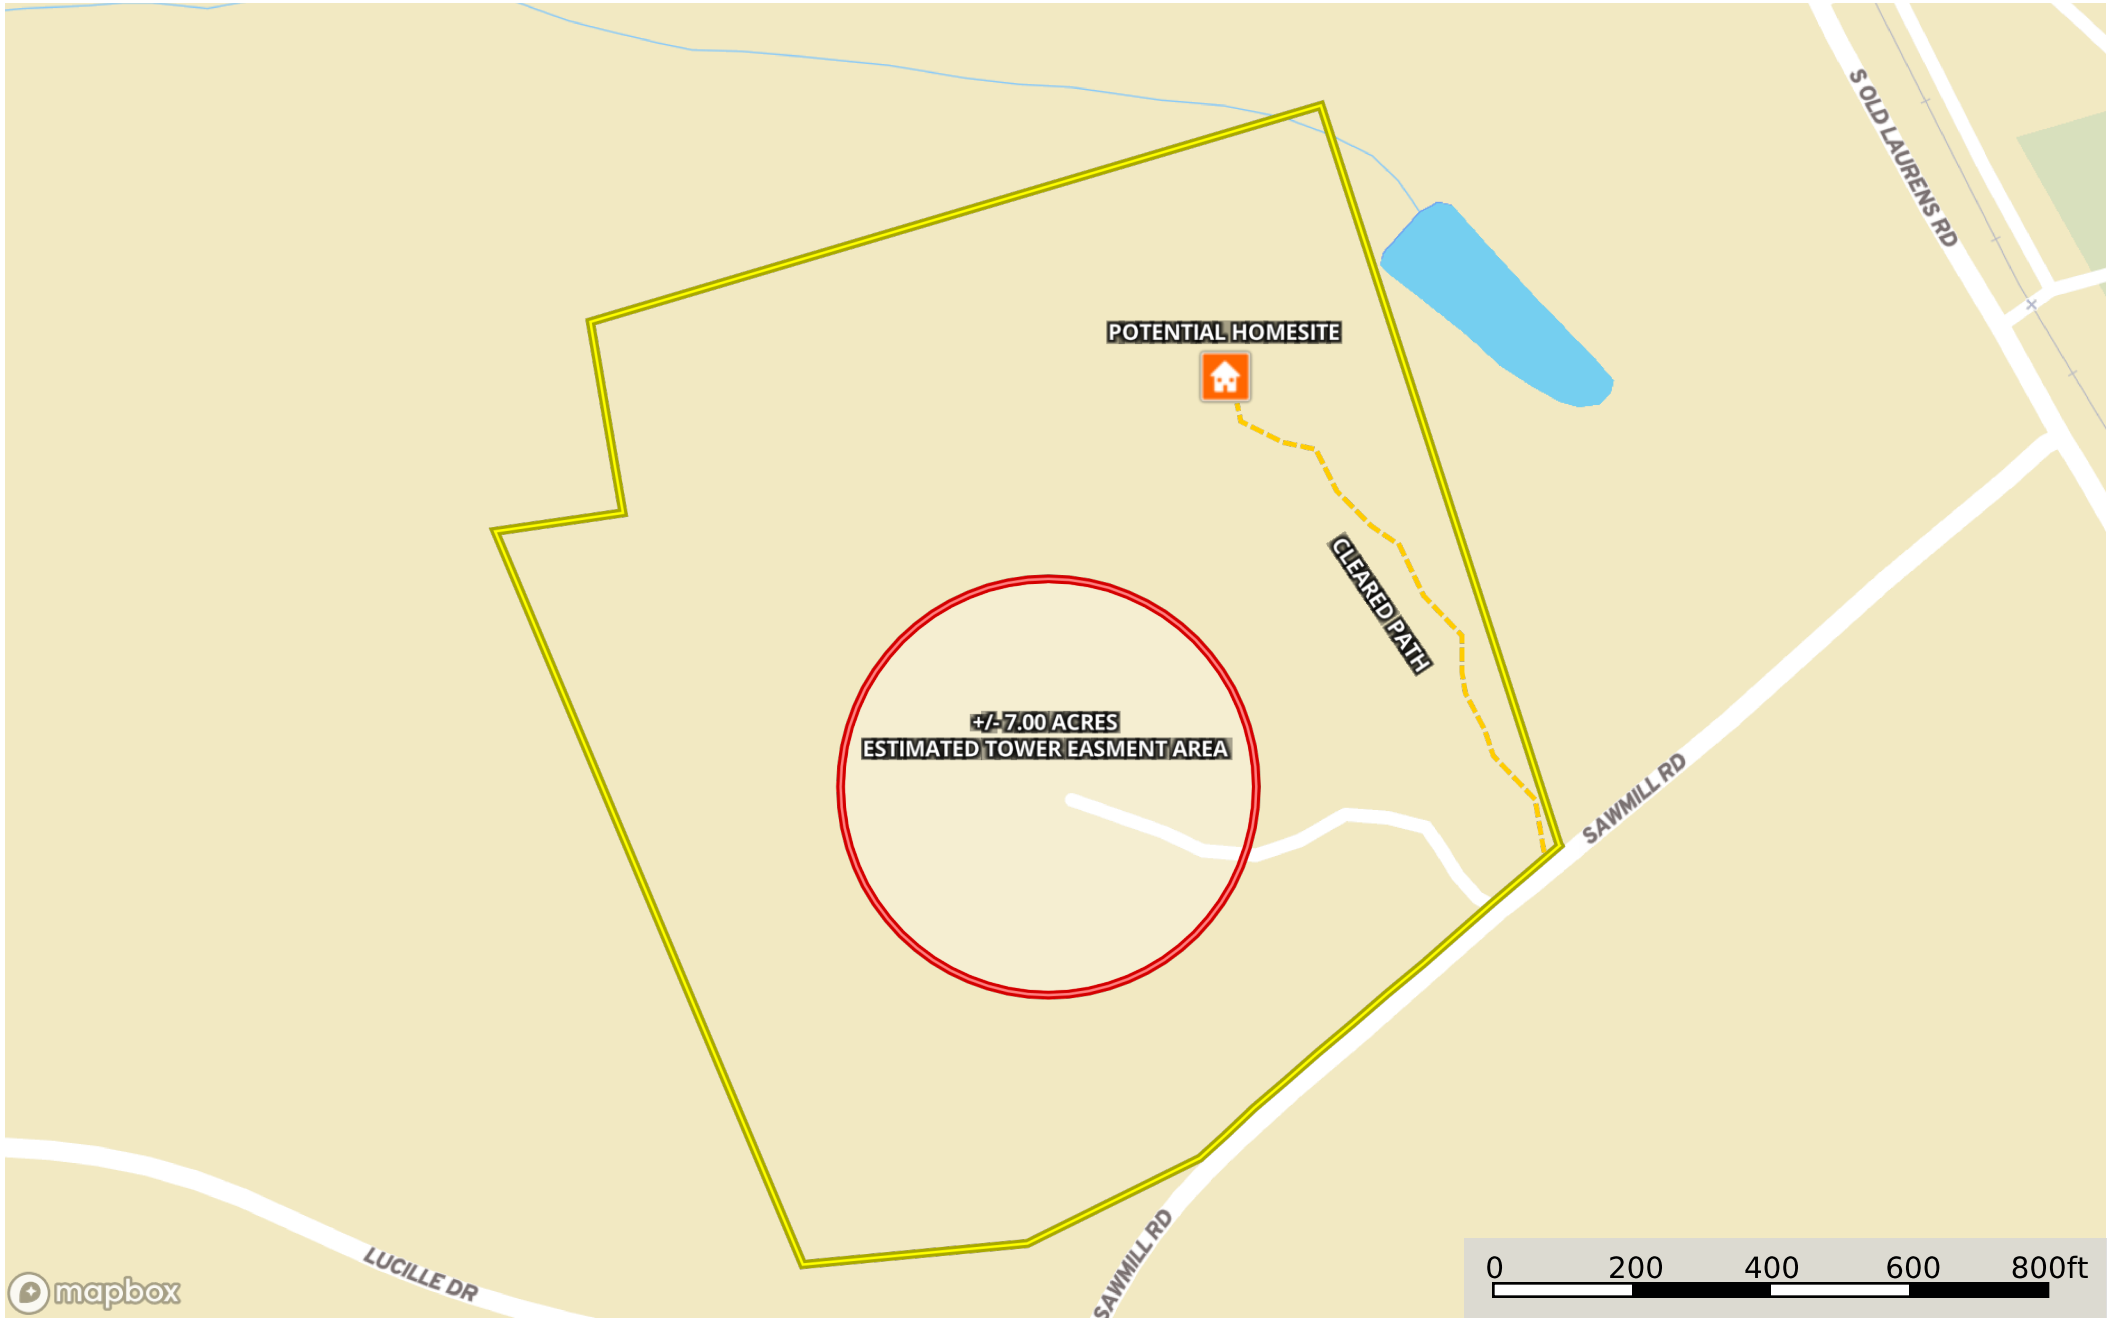 S OLD LAURENS RD
POTENTIAL HOMESITE
CLEARED PATH
+/- 7.00 ACRES
ESTIMATED TOWER EASMENT AREA
SAWMILL RD
SAWMILL RD
LUCILLE DR
mapbox
0 200 400 600 800ft